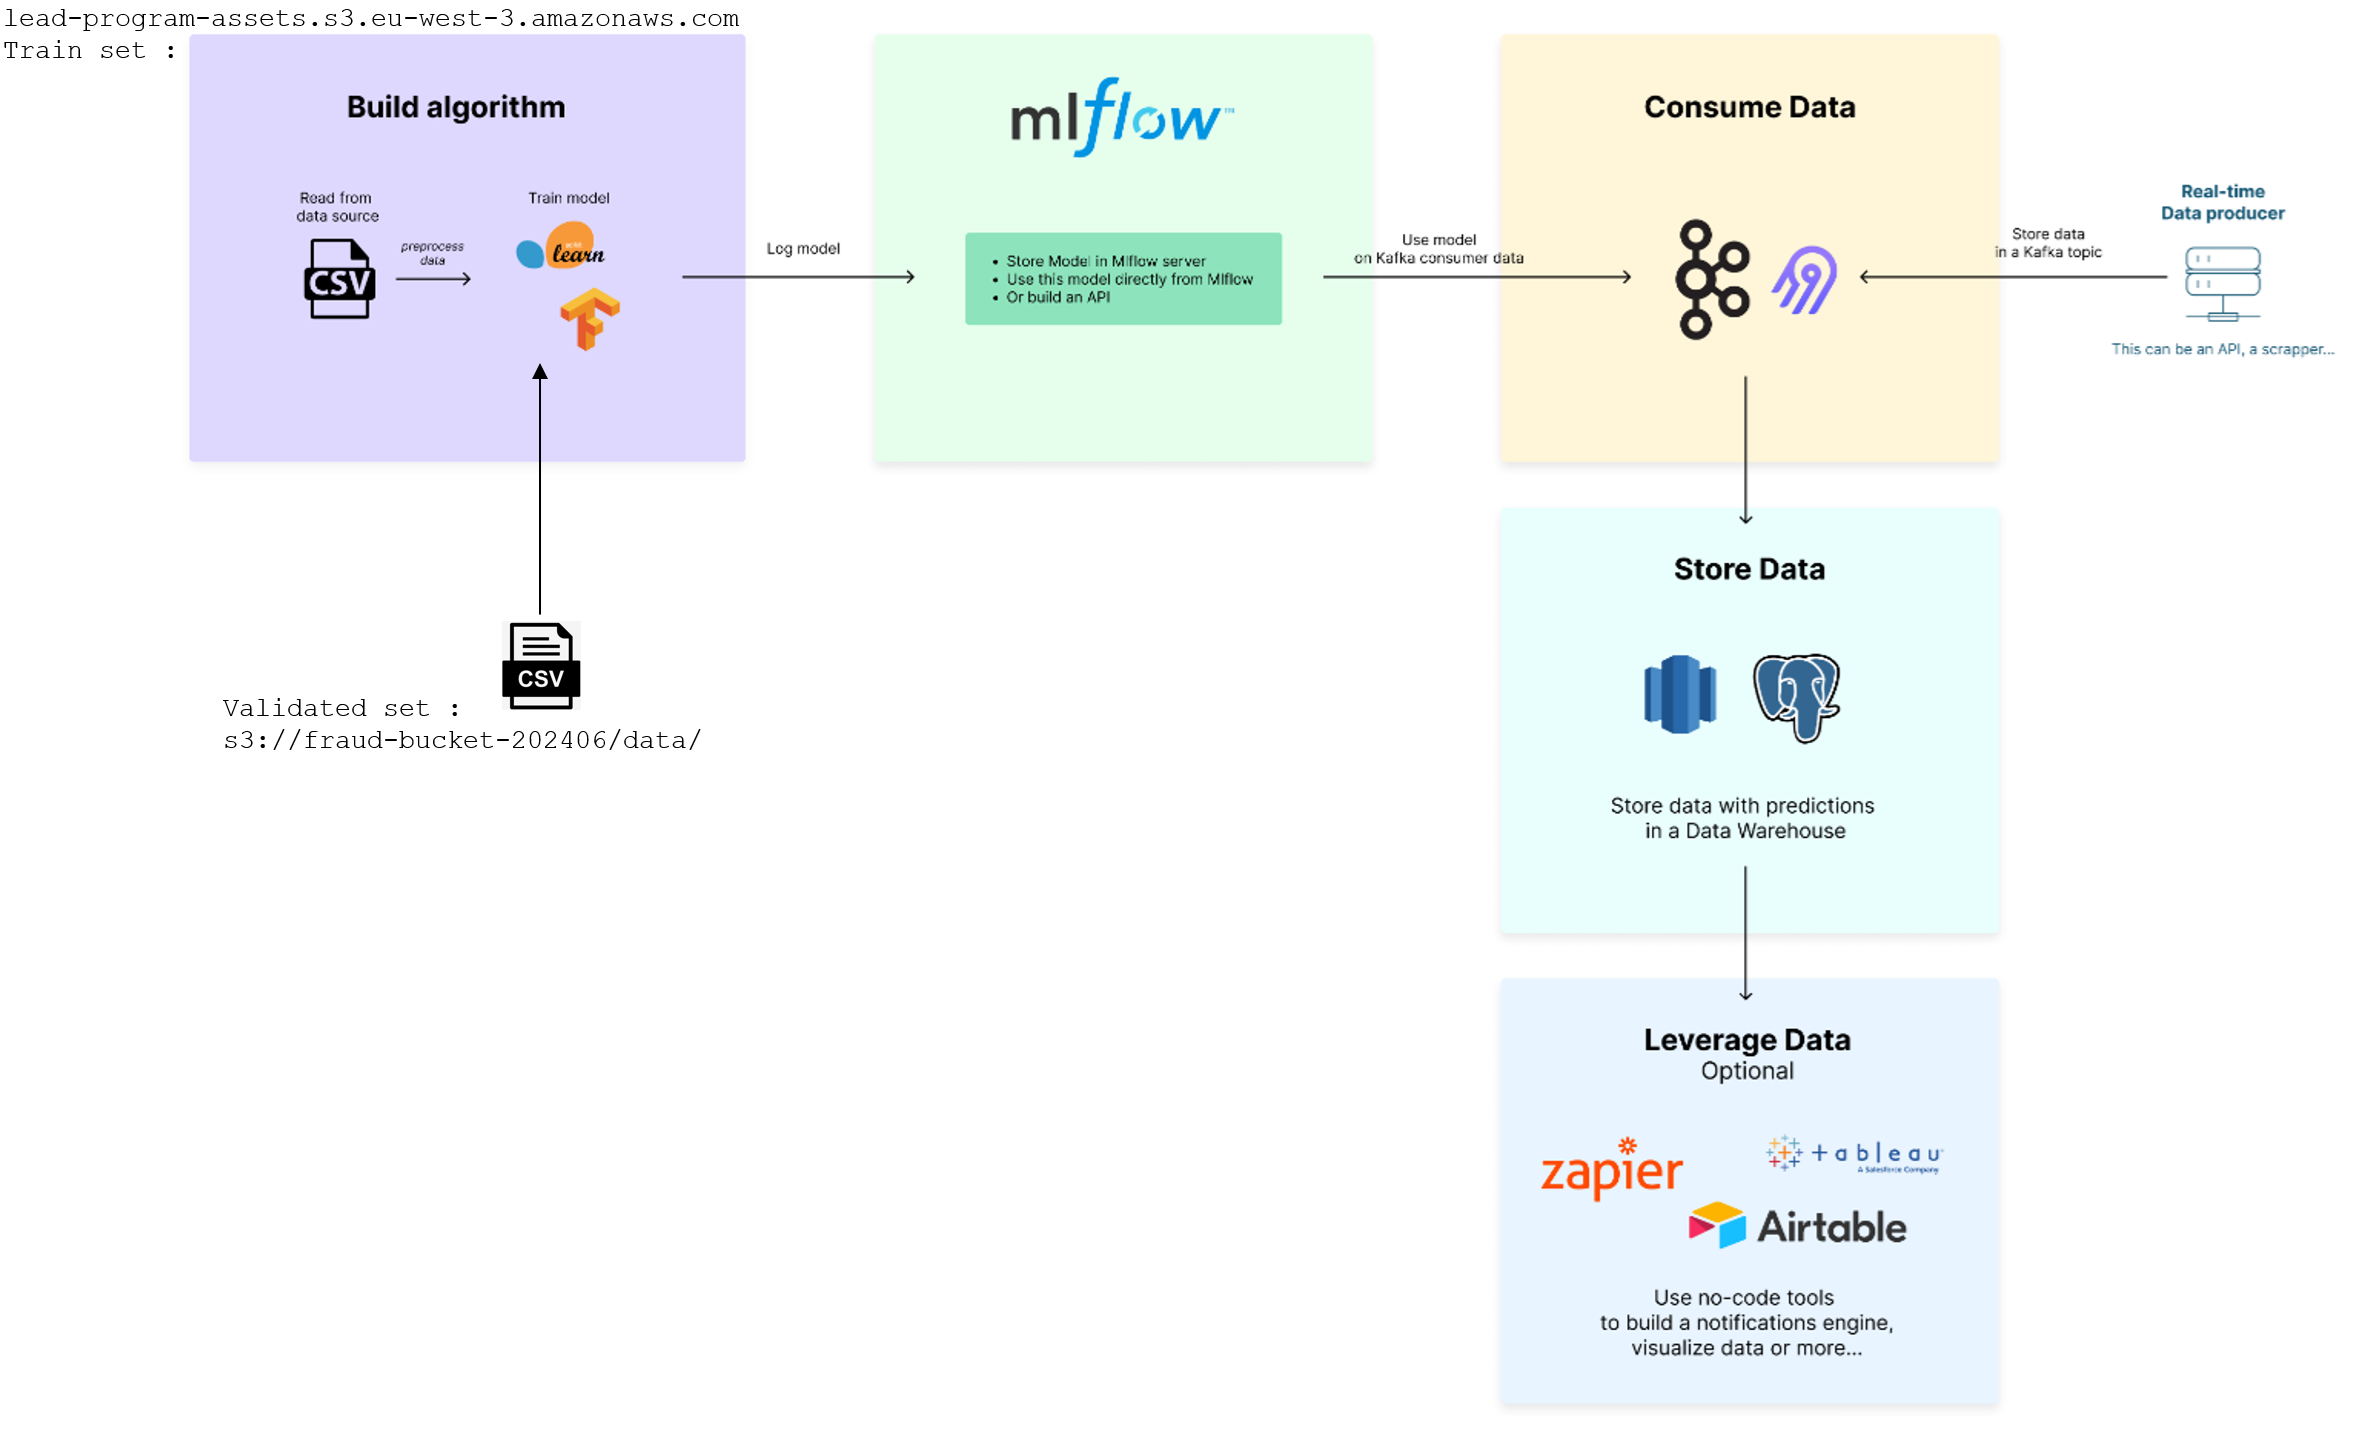 lead-program-assets.s3.eu-west-3.amazonaws.com
Train set :
Build algorithm
Read from
data source
CSV
preprocess
data
Train model
learn
Log model
mlflow™
• Store Model in Mlflow server
• Use this model directly from Mlflow
• Or build an API
Use model
on Kafka consumer data
Consume Data
Store data
in a Kafka topic
Real-time
Data producer
This can be an API, a scrapper...
CSV
Validated set :
s3://fraud-bucket-202406/data/
Store Data
Store data with predictions
in a Data Warehouse
Leverage Data
Optional
zapier
+ableau
A Salesforce Company
Airtable
Use no-code tools
to build a notifications engine,
visualize data or more...